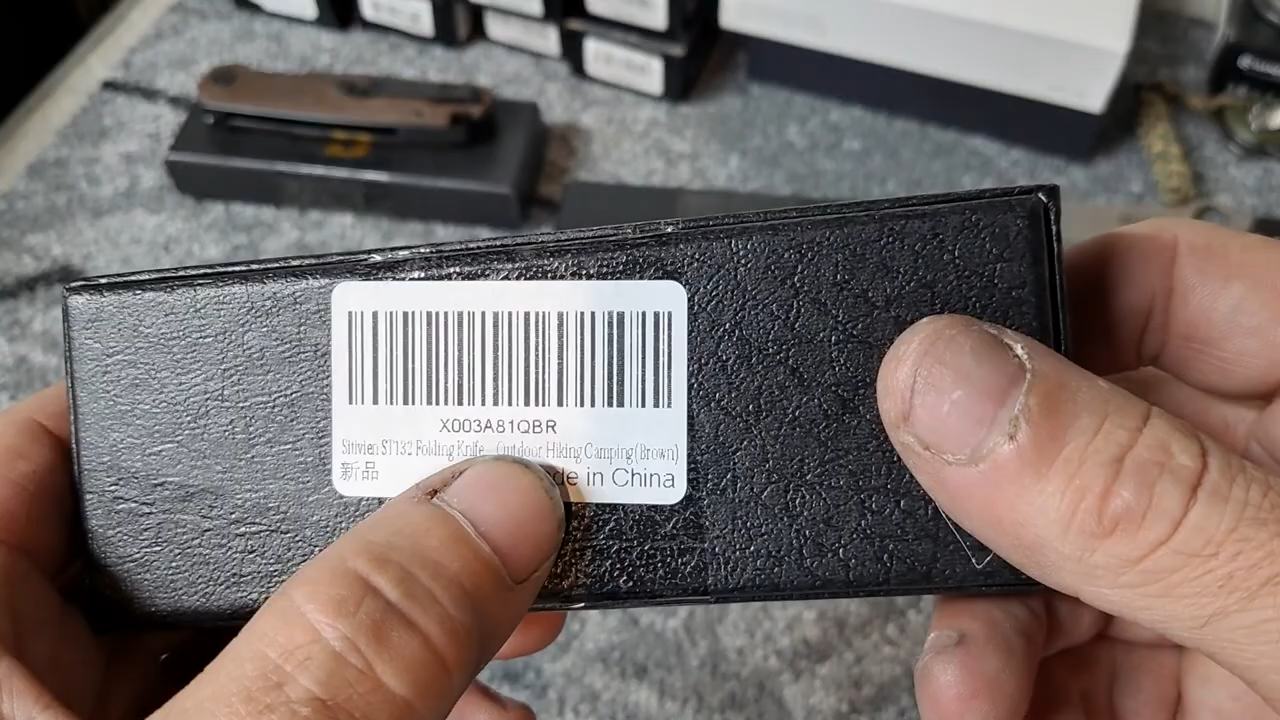 X003A81QBR
Sitivien ST132 Folding Knife - Outdoor Hiking Camping(Brown)
新品 de in China